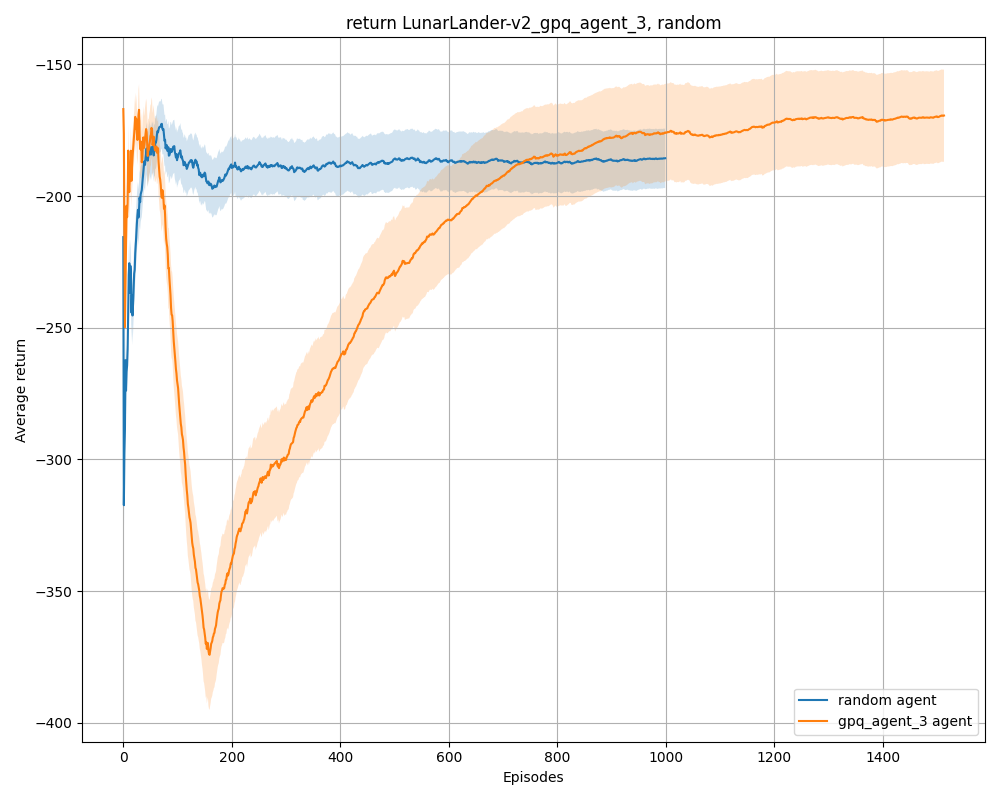 return LunarLander-v2_gpq_agent_3, random
Average return
−150
−200
−250
−300
−350
−400
0 200 400 600 800 1000 1200 1400
Episodes
random agent
gpq_agent_3 agent